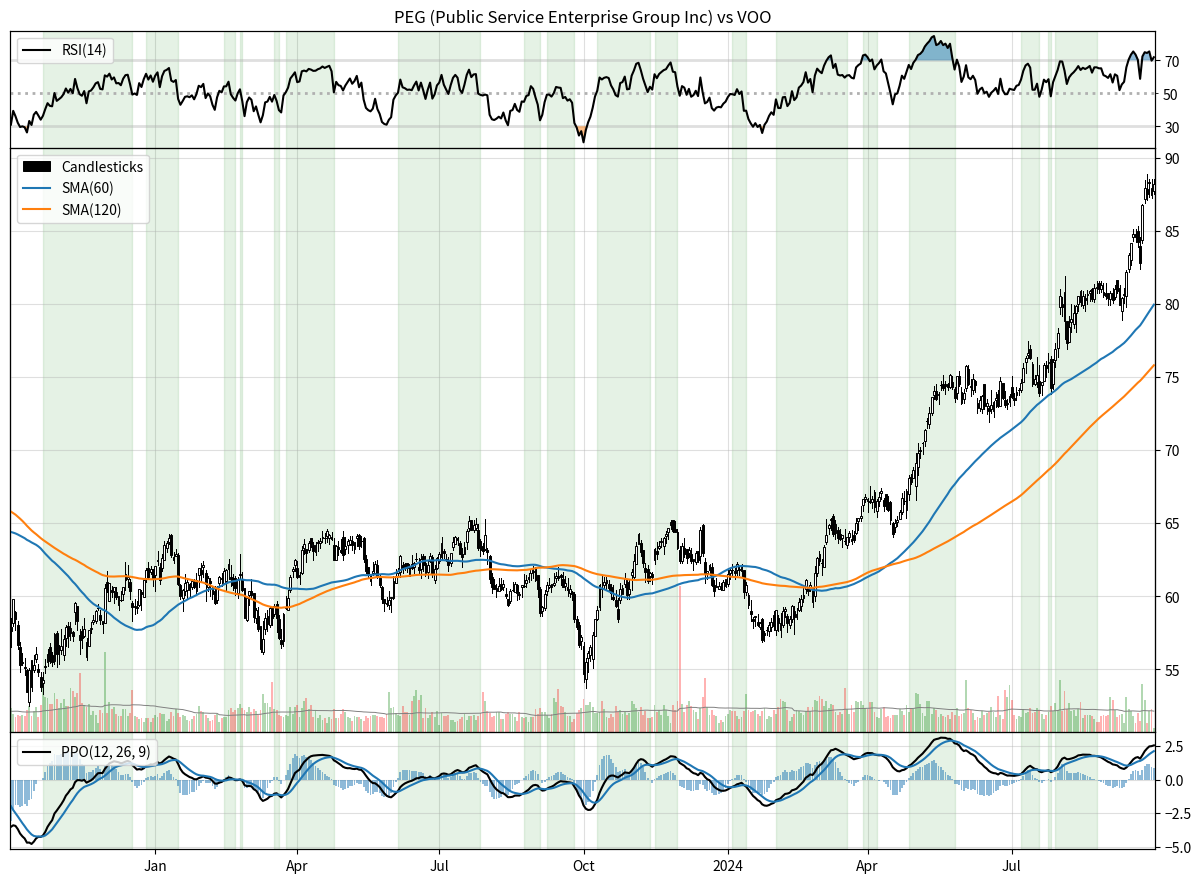 PEG (Public Service Enterprise Group Inc) vs VOO
RSI(14)
70
50
30
Candlesticks
SMA(60)
SMA(120)
90
85
80
75
70
65
60
55
PPO(12, 26, 9)
2.5
0.0
−2.5
−5.0
Jan
Apr
Jul
Oct
2024
Apr
Jul